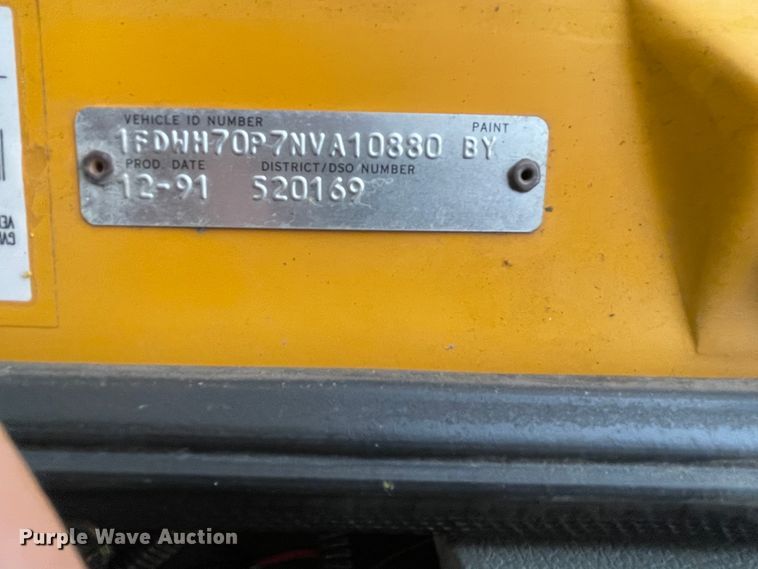 VEHICLE ID NUMBER PAINT
1FDWH70P7NVA10880 BY
PROD. DATE DISTRICT/DSO NUMBER
12-91 520169
Purple Wave Auction